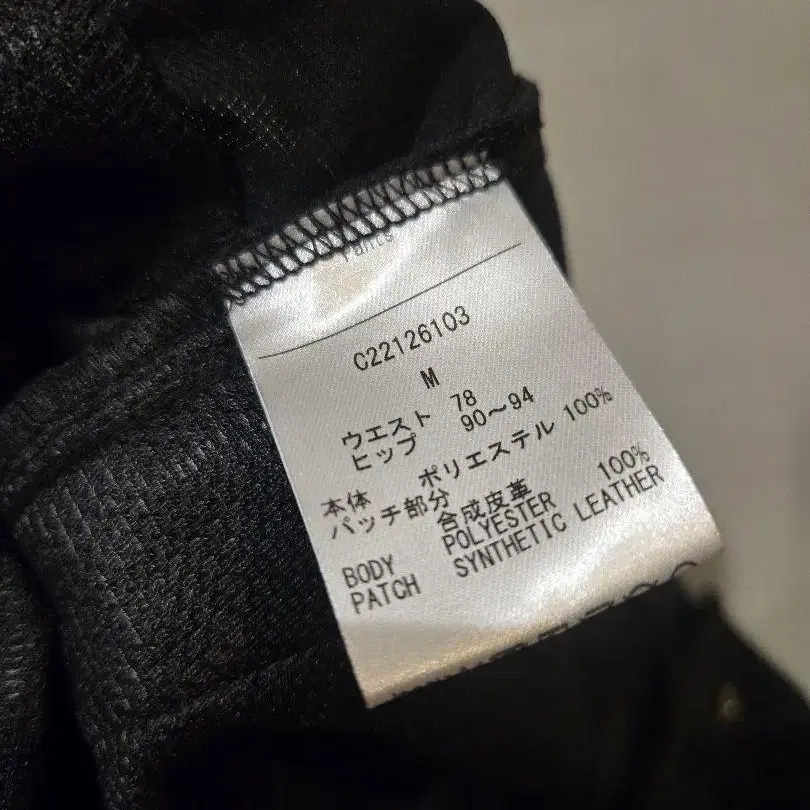 Pants
C22126103
M
ウエスト 78
ヒップ 90～94
本体 ポリエステル 100%
パッチ部分 合成皮革
BODY POLYESTER 100%
PATCH SYNTHETIC LEATHER